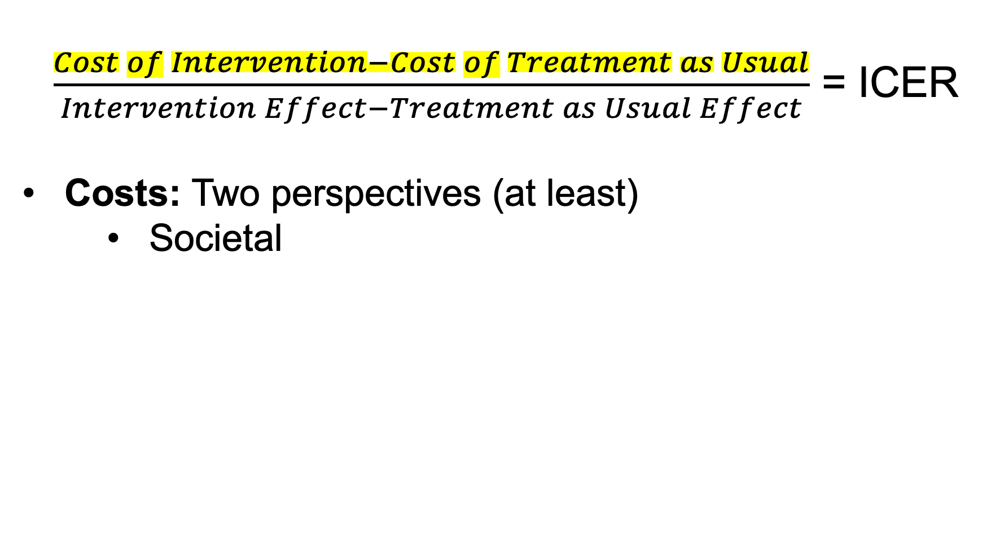 Cost of Intervention−Cost of Treatment as Usual
Intervention Effect−Treatment as Usual Effect
= ICER
• Costs: Two perspectives (at least)
• Societal